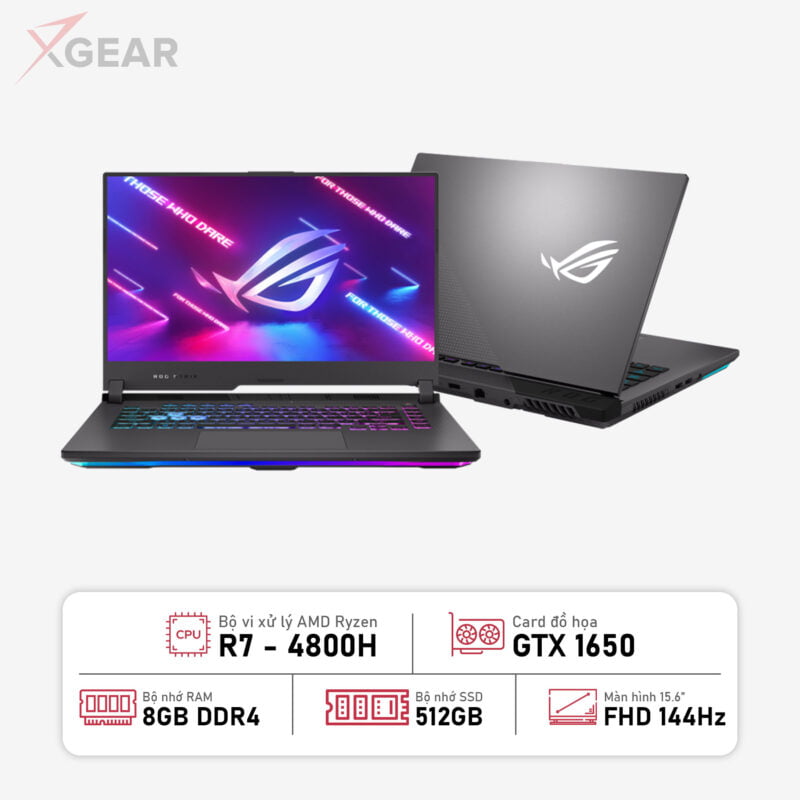 XGEAR
THOSE WHO DARE
FOR THOSE WHO DARE
FOR THOSE WHO DARE
FOR THOSE WHO DARE
Bộ vi xử lý AMD Ryzen
CPU
R7 - 4800H
Card đồ họa
GTX 1650
Bộ nhớ RAM
8GB DDR4
Bộ nhớ SSD
512GB
Màn hình 15.6"
FHD 144Hz